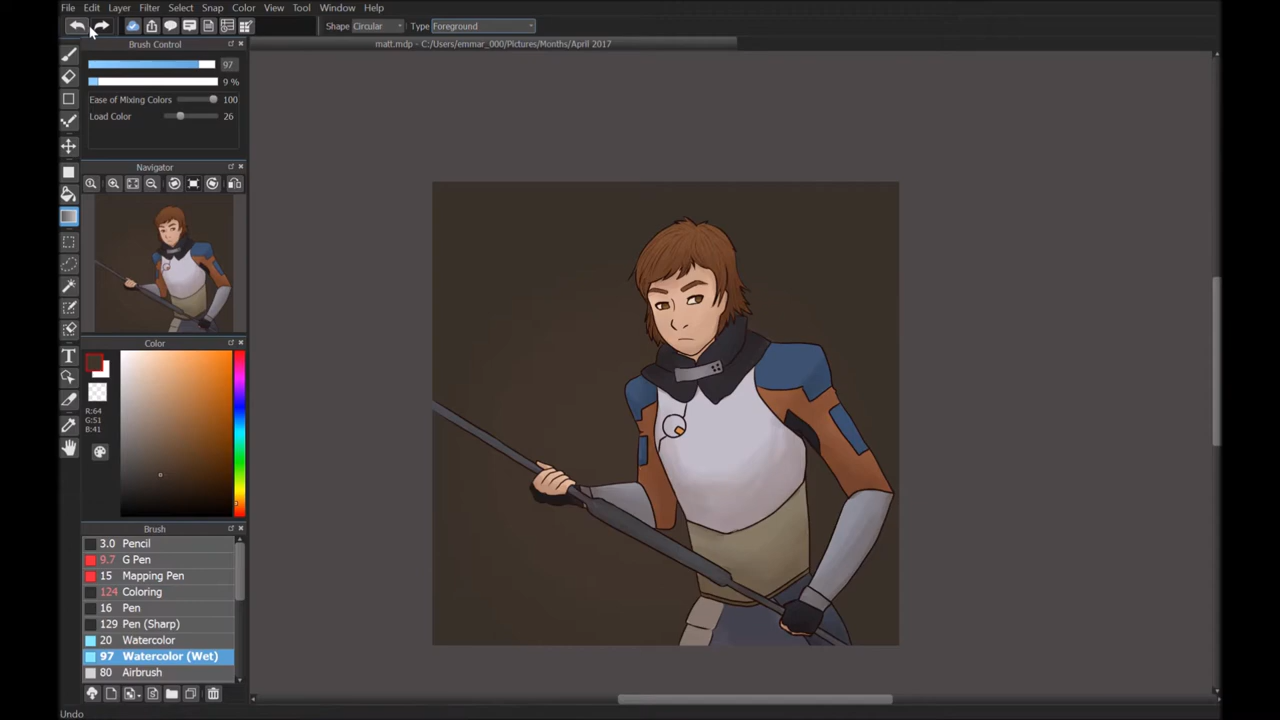 File Edit Layer Filter Select Snap Color View Tool Window Help
Shape Circular Type Foreground
Brush Control
matt.mdp - C:/Users/emmar_000/Pictures/Months/April 2017
97
9 %
Ease of Mixing Colors 100
Load Color 26
Navigator
Color
R:64
G:51
B:41
Brush
3.0 Pencil
9.7 G Pen
15 Mapping Pen
124 Coloring
16 Pen
129 Pen (Sharp)
20 Watercolor
97 Watercolor (Wet)
80 Airbrush
Undo